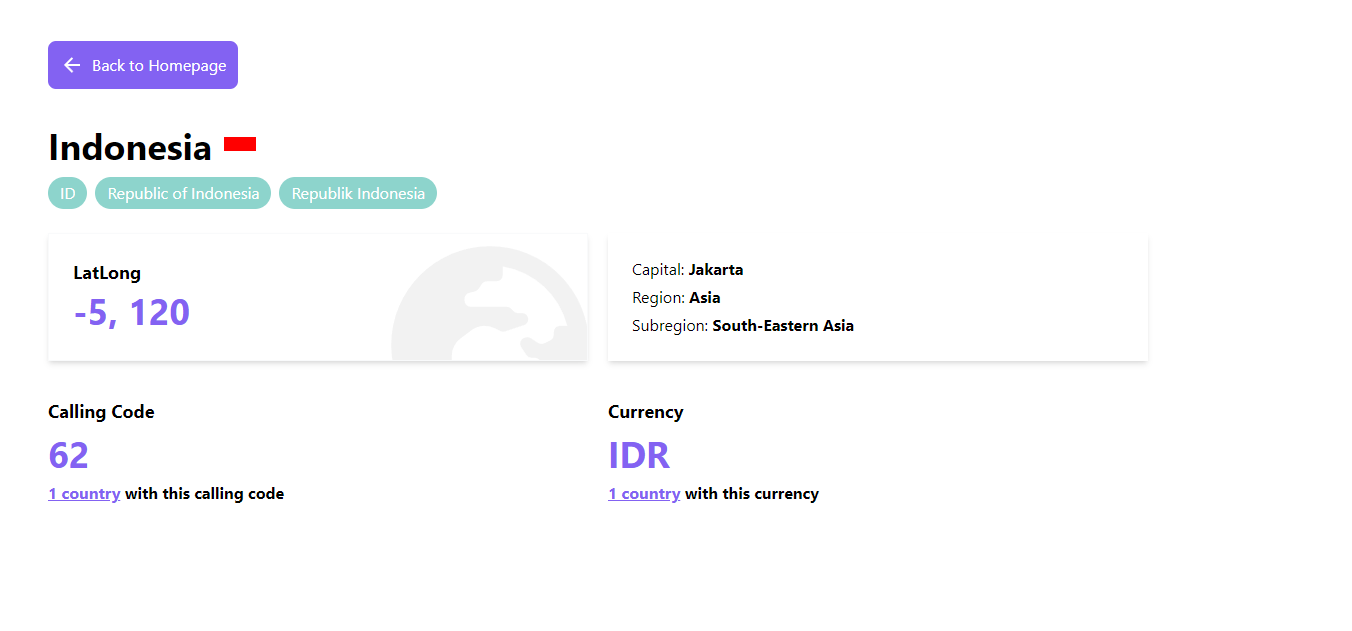 Back to Homepage
Indonesia
ID Republic of Indonesia Republik Indonesia
LatLong
-5, 120
Capital: Jakarta
Region: Asia
Subregion: South-Eastern Asia
Calling Code
62
1 country with this calling code
Currency
IDR
1 country with this currency